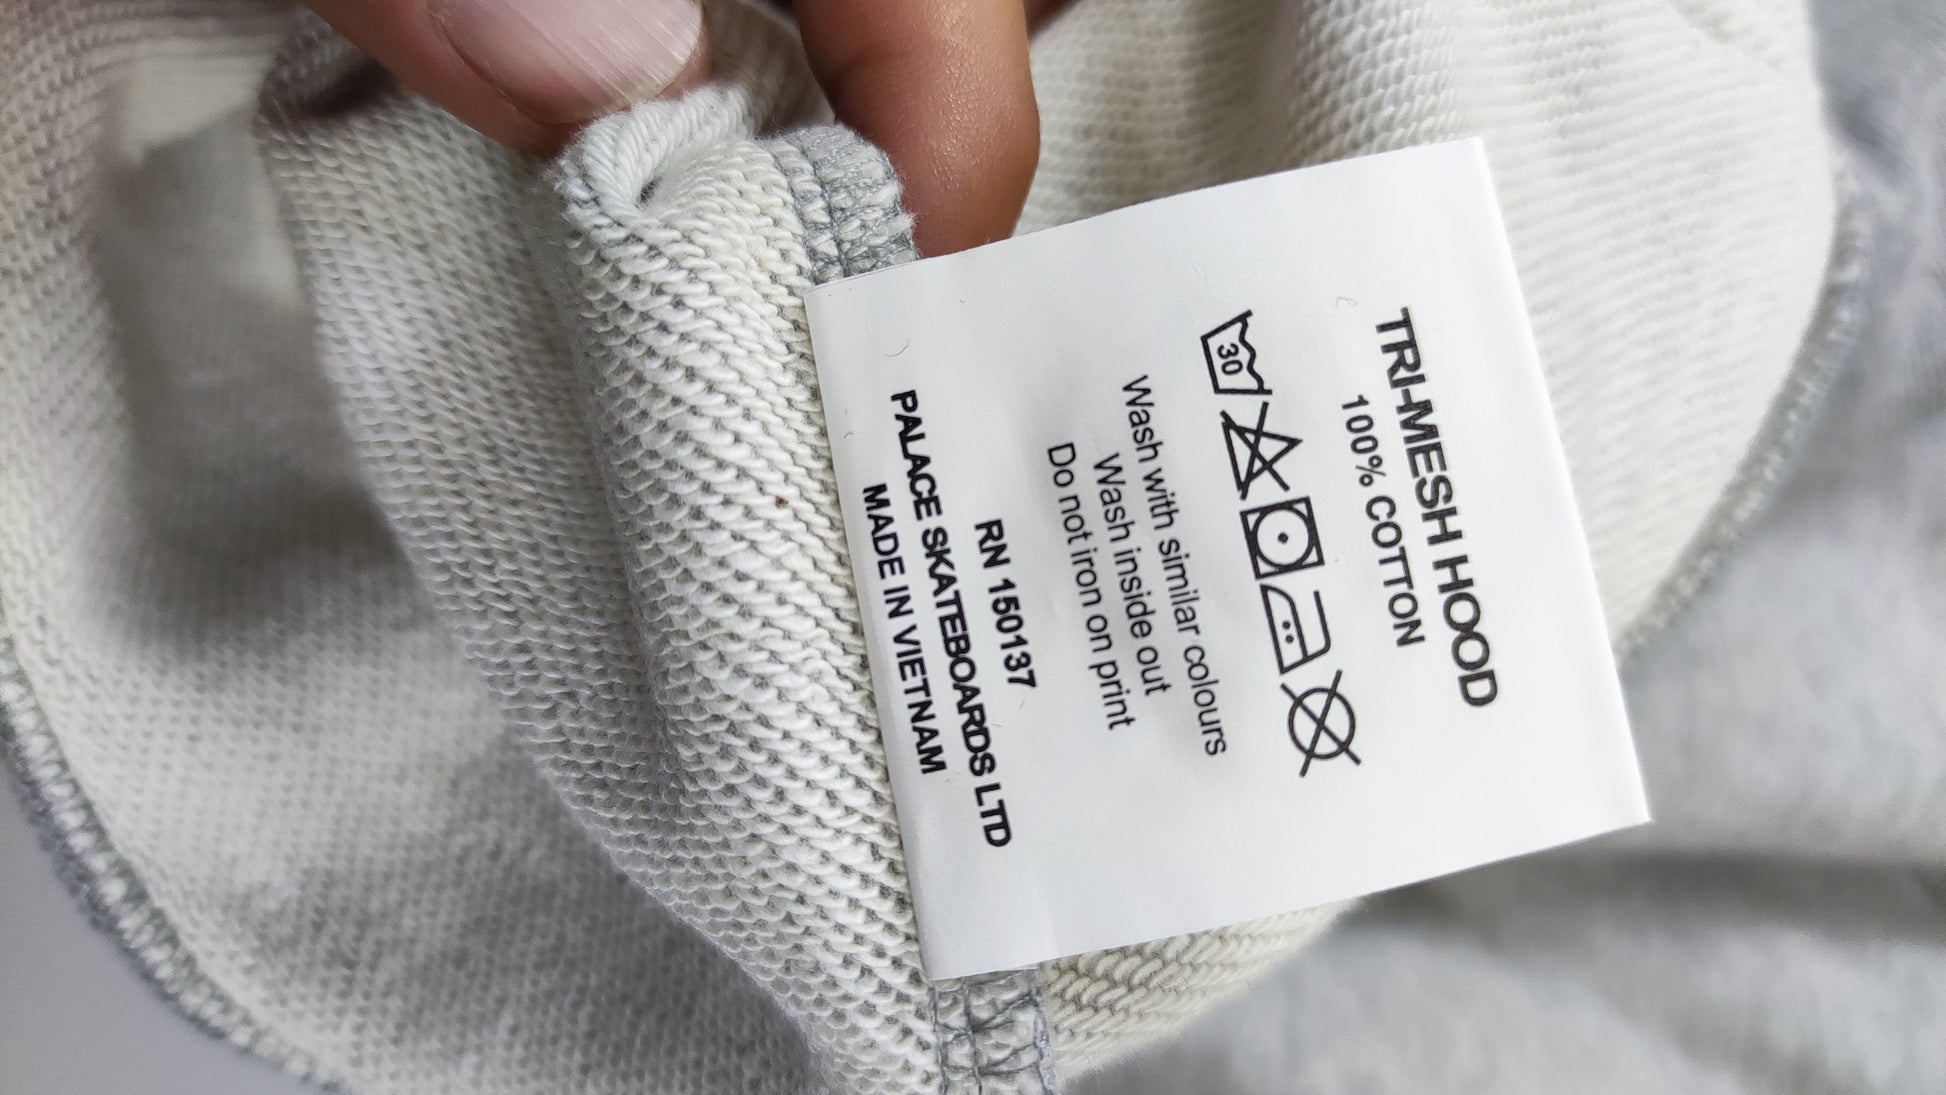 TRI-MESH HOOD
100% COTTON
30
Wash with similar colours
Wash inside out
Do not iron on print
RN 150137
PALACE SKATEBOARDS LTD
MADE IN VIETNAM